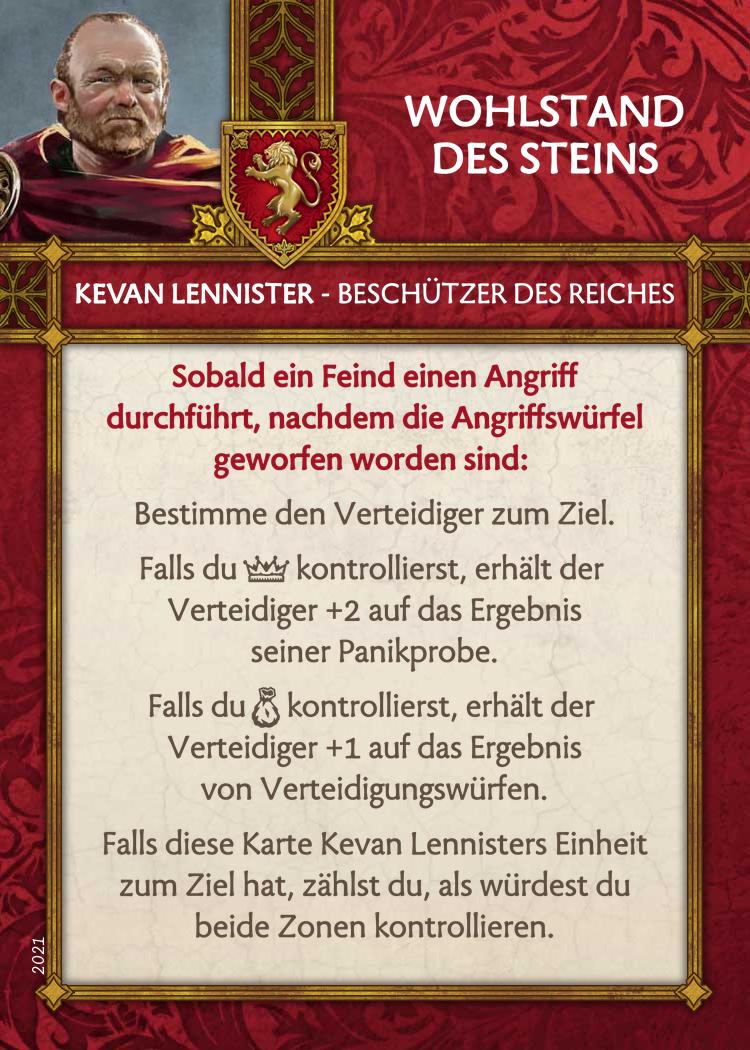 WOHLSTAND
DES STEINS
KEVAN LENNISTER - BESCHÜTZER DES REICHES
Sobald ein Feind einen Angriff
durchführt, nachdem die Angriffswürfel
geworfen worden sind:
Bestimme den Verteidiger zum Ziel.
Falls du kontrollierst, erhält der
Verteidiger +2 auf das Ergebnis
seiner Panikprobe.
Falls du kontrollierst, erhält der
Verteidiger +1 auf das Ergebnis
von Verteidigungswürfen.
Falls diese Karte Kevan Lennisters Einheit
zum Ziel hat, zählst du, als würdest du
beide Zonen kontrollieren.
2021